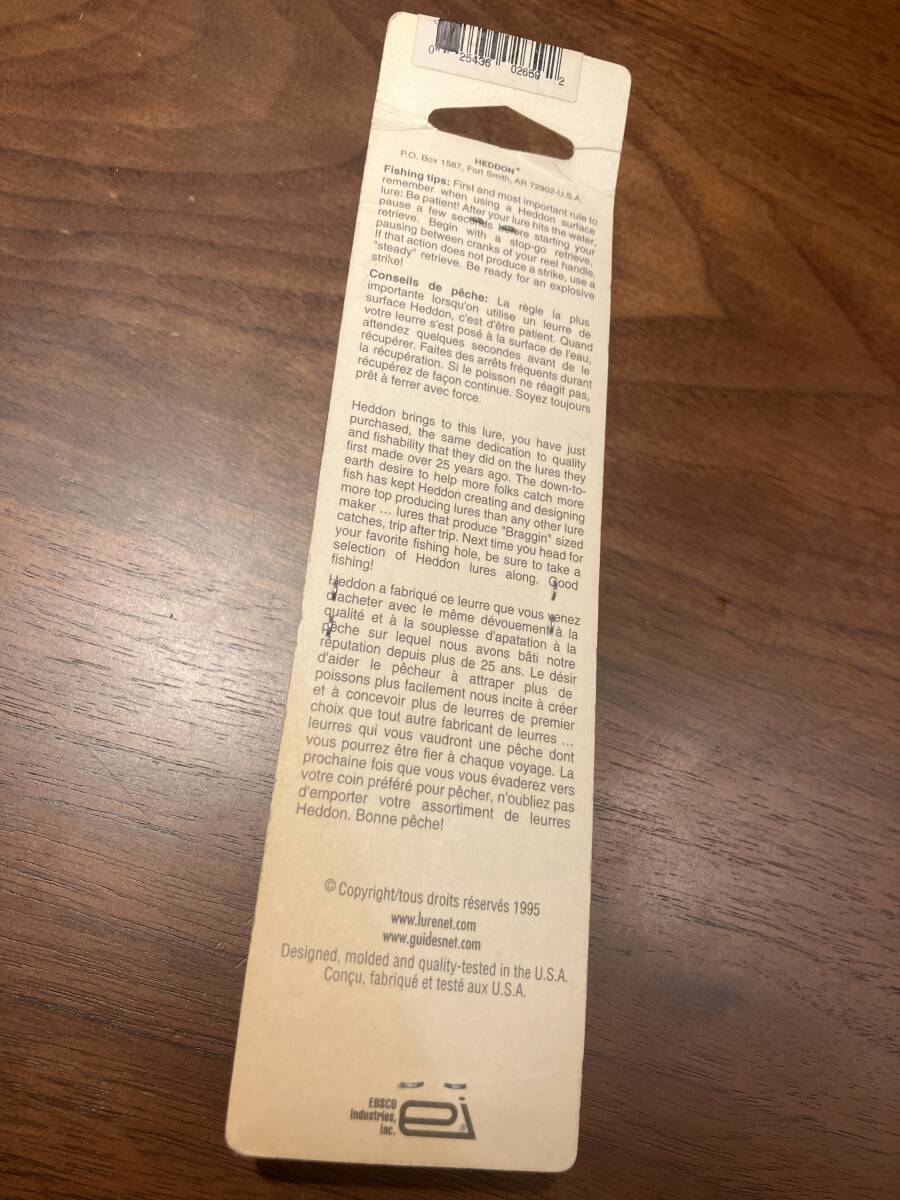 0 25436 02659 2
HEDDON®
P.O. Box 1587, Fort Smith, AR 72902-U.S.A.
Fishing tips: First and most important rule to
remember when using a Heddon surface
lure: Be patient! After your lure hits the water,
pause a few seconds before starting your
retrieve. Begin with a stop-go retrieve,
pausing between cranks of your reel handle.
If that action does not produce a strike, use a
"steady" retrieve. Be ready for an explosive
strike!
Conseils de pêche: La règle la plus
importante lorsqu'on utilise un leurre de
surface Heddon, c'est d'être patient. Quand
votre leurre s'est posé à la surface de l'eau,
attendez quelques secondes avant de le
récupérer. Faites des arrêts fréquents durant
la récupération. Si le poisson ne réagit pas,
récupérez de façon continue. Soyez toujours
prêt à ferrer avec force.
Heddon brings to this lure, you have just
purchased, the same dedication to quality
and fishability that they did on the lures they
first made over 25 years ago. The down-to-
earth desire to help more folks catch more
fish has kept Heddon creating and designing
more top producing lures than any other lure
maker ... lures that produce "Braggin" sized
catches, trip after trip. Next time you head for
your favorite fishing hole, be sure to take a
selection of Heddon lures along. Good
fishing!
Heddon a fabriqué ce leurre que vous venez
d'acheter avec le même dévouement à la
qualité et à la souplesse d'apatation à la
pêche sur lequel nous avons bâti notre
réputation depuis plus de 25 ans. Le désir
d'aider le pêcheur à attraper plus de
poissons plus facilement nous incite à créer
et à concevoir plus de leurres de premier
choix que tout autre fabricant de leurres ...
leurres qui vous vaudront une pêche dont
vous pourrez être fier à chaque voyage. La
prochaine fois que vous vous évaderez vers
votre coin préféré pour pêcher, n'oubliez pas
d'emporter votre assortiment de leurres
Heddon. Bonne pêche!
© Copyright/tous droits réservés 1995
www.lurenet.com
www.guidesnet.com
Designed, molded and quality-tested in the U.S.A.
Conçu, fabriqué et testé aux U.S.A.
EBSCO
Industries,
Inc.
ei®